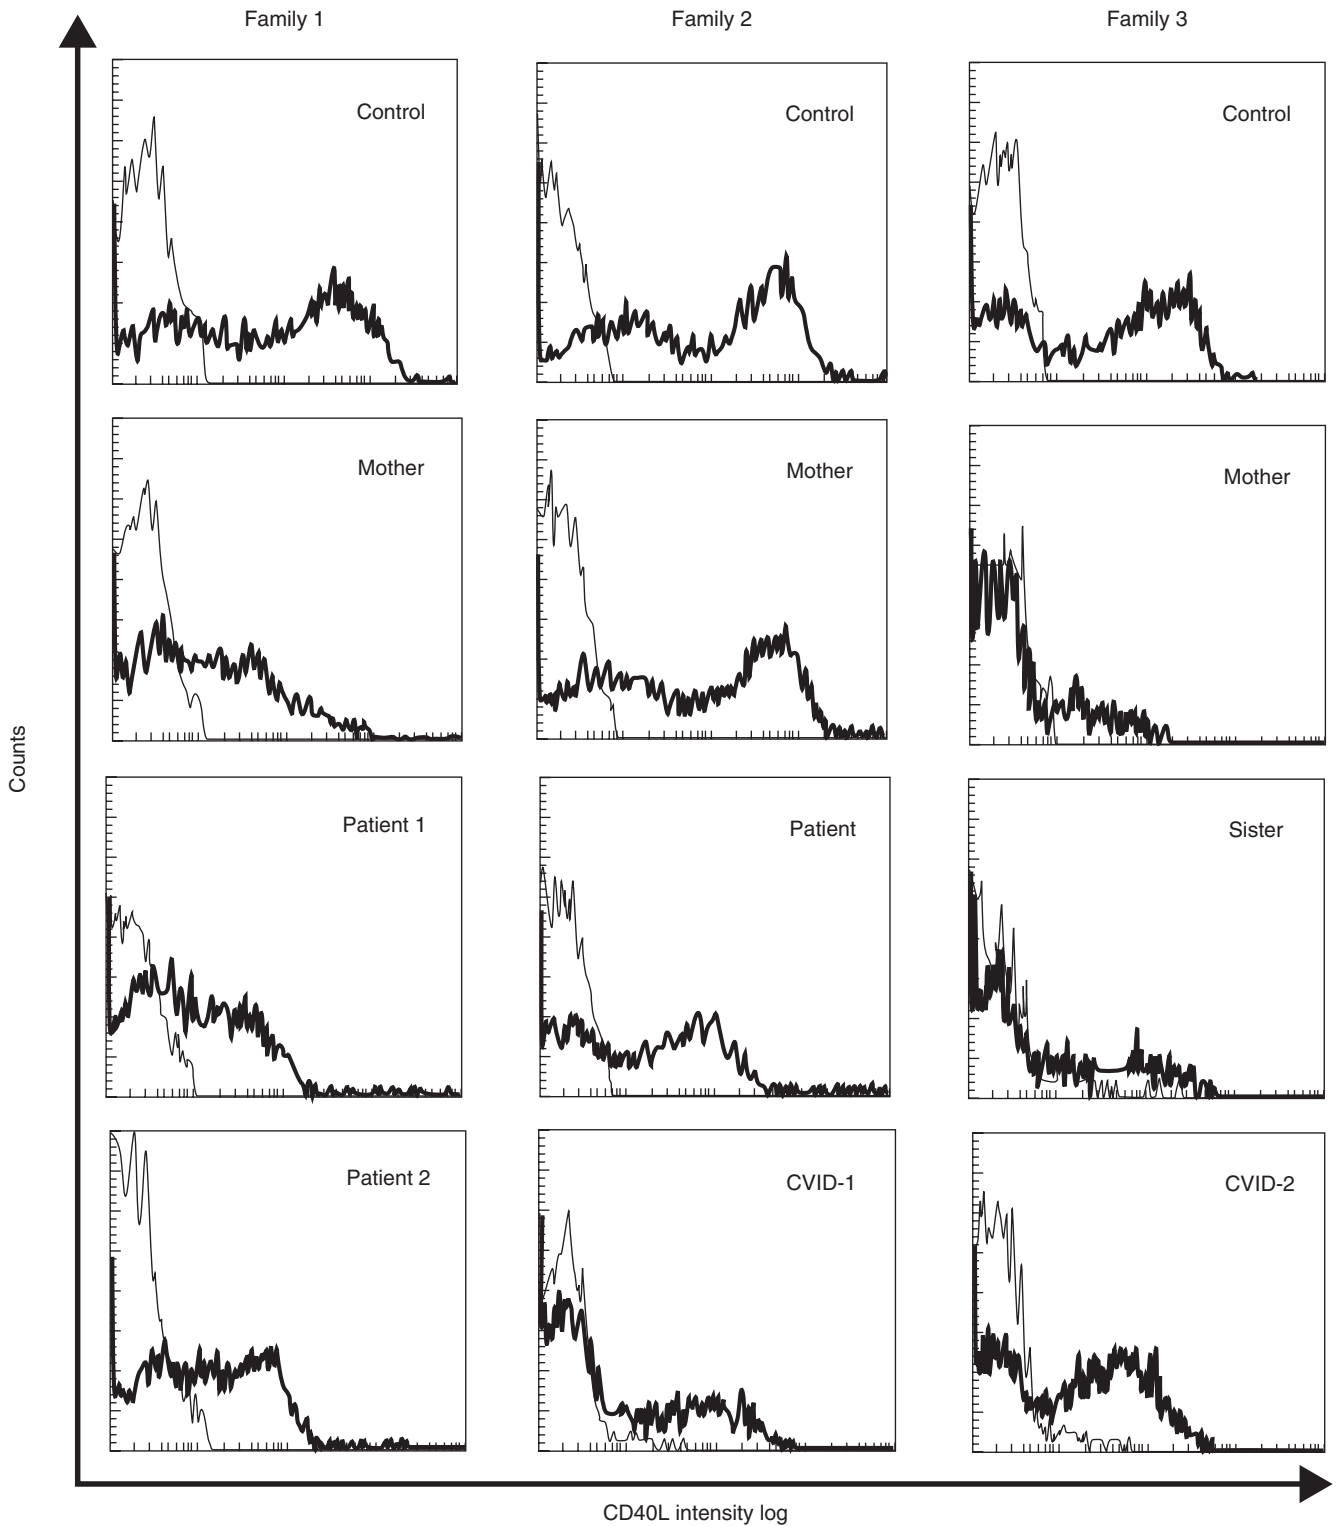 Family 1
Family 2
Family 3
Control
Control
Control
Mother
Mother
Mother
Patient 1
Patient
Sister
Patient 2
CVID-1
CVID-2
Counts
CD40L intensity log